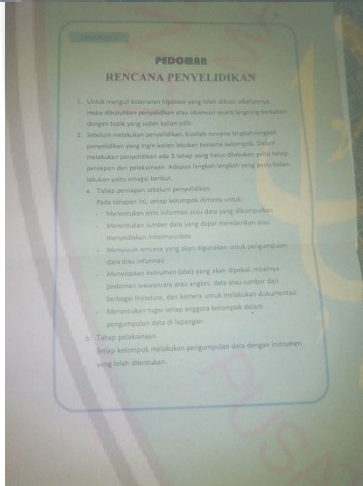 PEDOMAN
RENCANA PENYELIDIKAN
1. Untuk menguji kebenaran hipotesis yang telah dibuat sebelumnya,
maka dibutuhkan penyelidikan atau observasi secara langsung berkaitan
dengan topik yang sudah kalian pilih.
2. Sebelum melakukan penyelidikan, buatlah rencana langkah-langkah
penyelidikan yang ingin kalian lakukan bersama kelompok. Dalam
melakukan penyelidikan ada 2 tahap yang harus dilakukan yaitu tahap
persiapan dan pelaksanaan. Adapun langkah-langkah yang perlu kalian
lakukan yaitu sebagai berikut.
a. Tahap persiapan sebelum penyelidikan.
Pada tahapan ini, setiap kelompok diminta untuk:
- Menentukan jenis informasi atau data yang dikumpulkan
- Menentukan sumber data yang dapat memberikan atau
menyediakan informasi/data
- Menyusun rencana yang akan digunakan untuk pengumpulan
data atau informasi
- Menyiapkan instrumen (alat) yang akan dipakai, misalnya
pedoman wawancara atau angket, data atau sumber dari
berbagai literature, dan kamera untuk melakukan dokumentasi.
- Menentukan tugas setiap anggota kelompok dalam
pengumpulan data di lapangan
b. Tahap pelaksanaan
Setiap kelompok melakukan pengumpulan data dengan instrumen
yang telah ditentukan.
PUSA